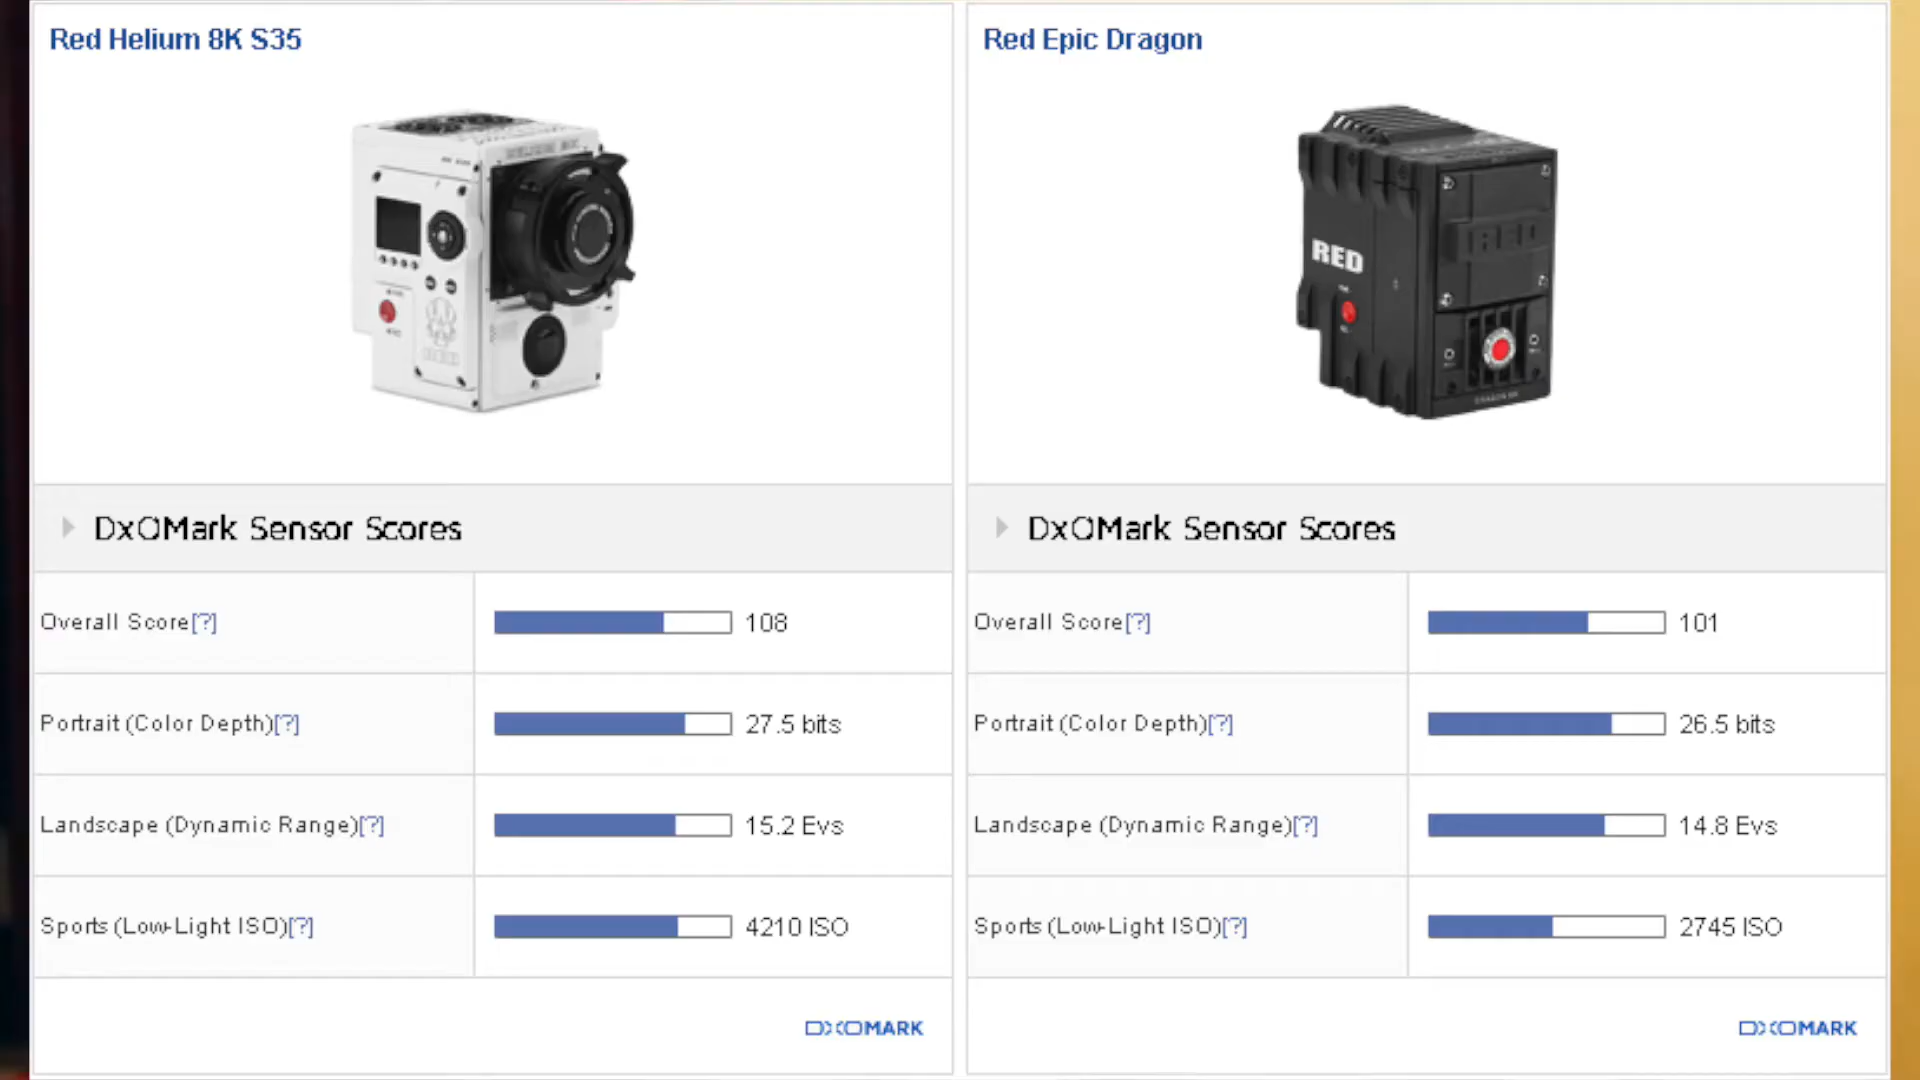 Red Helium 8K S35
DxOMark Sensor Scores
Overall Score[?] 108
Portrait (Color Depth)[?] 27.5 bits
Landscape (Dynamic Range)[?] 15.2 Evs
Sports (Low-Light ISO)[?] 4210 ISO
DXOMARK
Red Epic Dragon
RED
RED
DxOMark Sensor Scores
Overall Score[?] 101
Portrait (Color Depth)[?] 26.5 bits
Landscape (Dynamic Range)[?] 14.8 Evs
Sports (Low-Light ISO)[?] 2745 ISO
DXOMARK